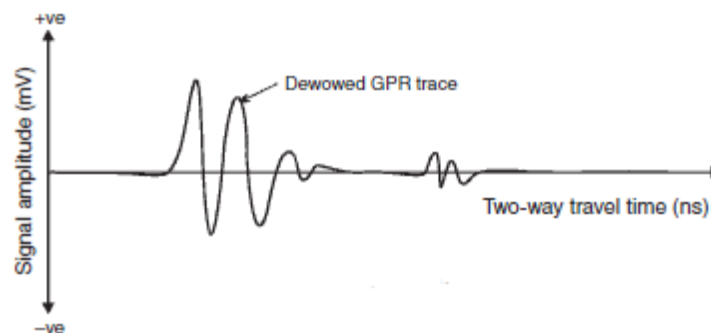 +ve
Dewowed GPR trace
Signal amplitude (mV)
Two-way travel time (ns)
–ve